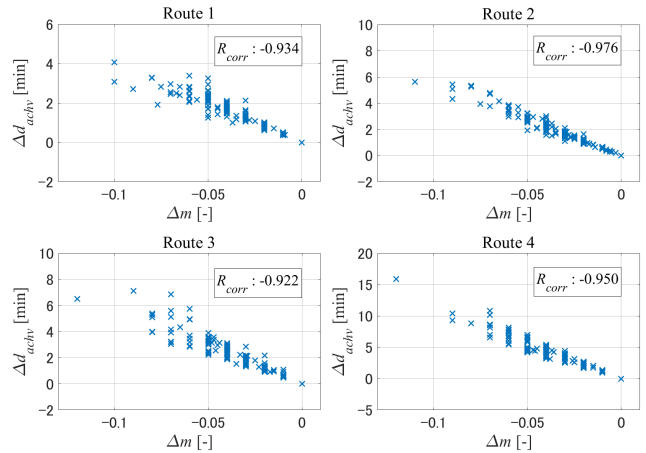 Route 1
6
4
2
0
-2
Δd_achv [min]
R_corr : -0.934
-0.1
-0.05
0
Δm [-]
Route 2
10
8
6
4
2
0
-2
Δd_achv [min]
R_corr : -0.976
-0.1
-0.05
0
Δm [-]
Route 3
10
8
6
4
2
0
-2
Δd_achv [min]
R_corr : -0.922
-0.1
-0.05
0
Δm [-]
Route 4
20
15
10
5
0
-5
Δd_achv [min]
R_corr : -0.950
-0.1
-0.05
0
Δm [-]